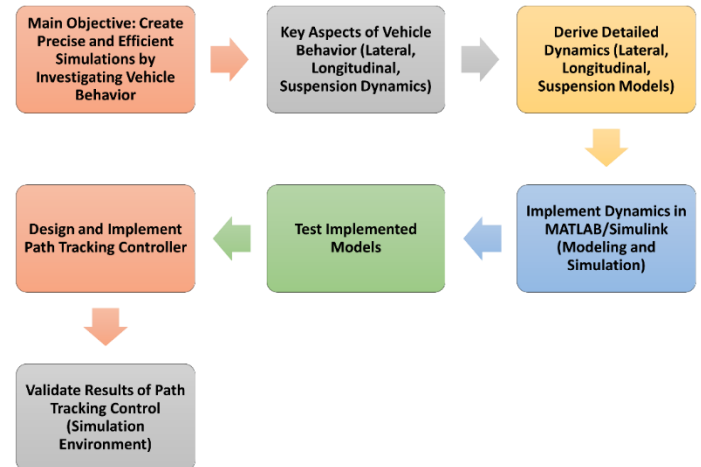 Main Objective: Create
Precise and Efficient
Simulations by
Investigating Vehicle
Behavior
Key Aspects of Vehicle
Behavior (Lateral,
Longitudinal,
Suspension Dynamics)
Derive Detailed
Dynamics (Lateral,
Longitudinal,
Suspension Models)
Implement Dynamics in
MATLAB/Simulink
(Modeling and
Simulation)
Test Implemented
Models
Design and Implement
Path Tracking Controller
Validate Results of Path
Tracking Control
(Simulation
Environment)